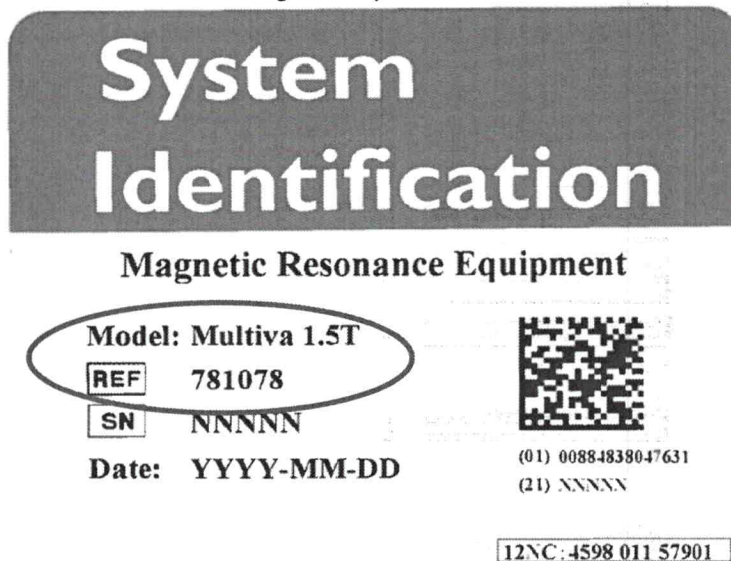 System
Identification
Magnetic Resonance Equipment
Model: Multiva 1.5T
REF 781078
SN NNNNN
Date: YYYY-MM-DD
(01) 00884838047631
(21) XXXXX
12NC: 4598 011 57901